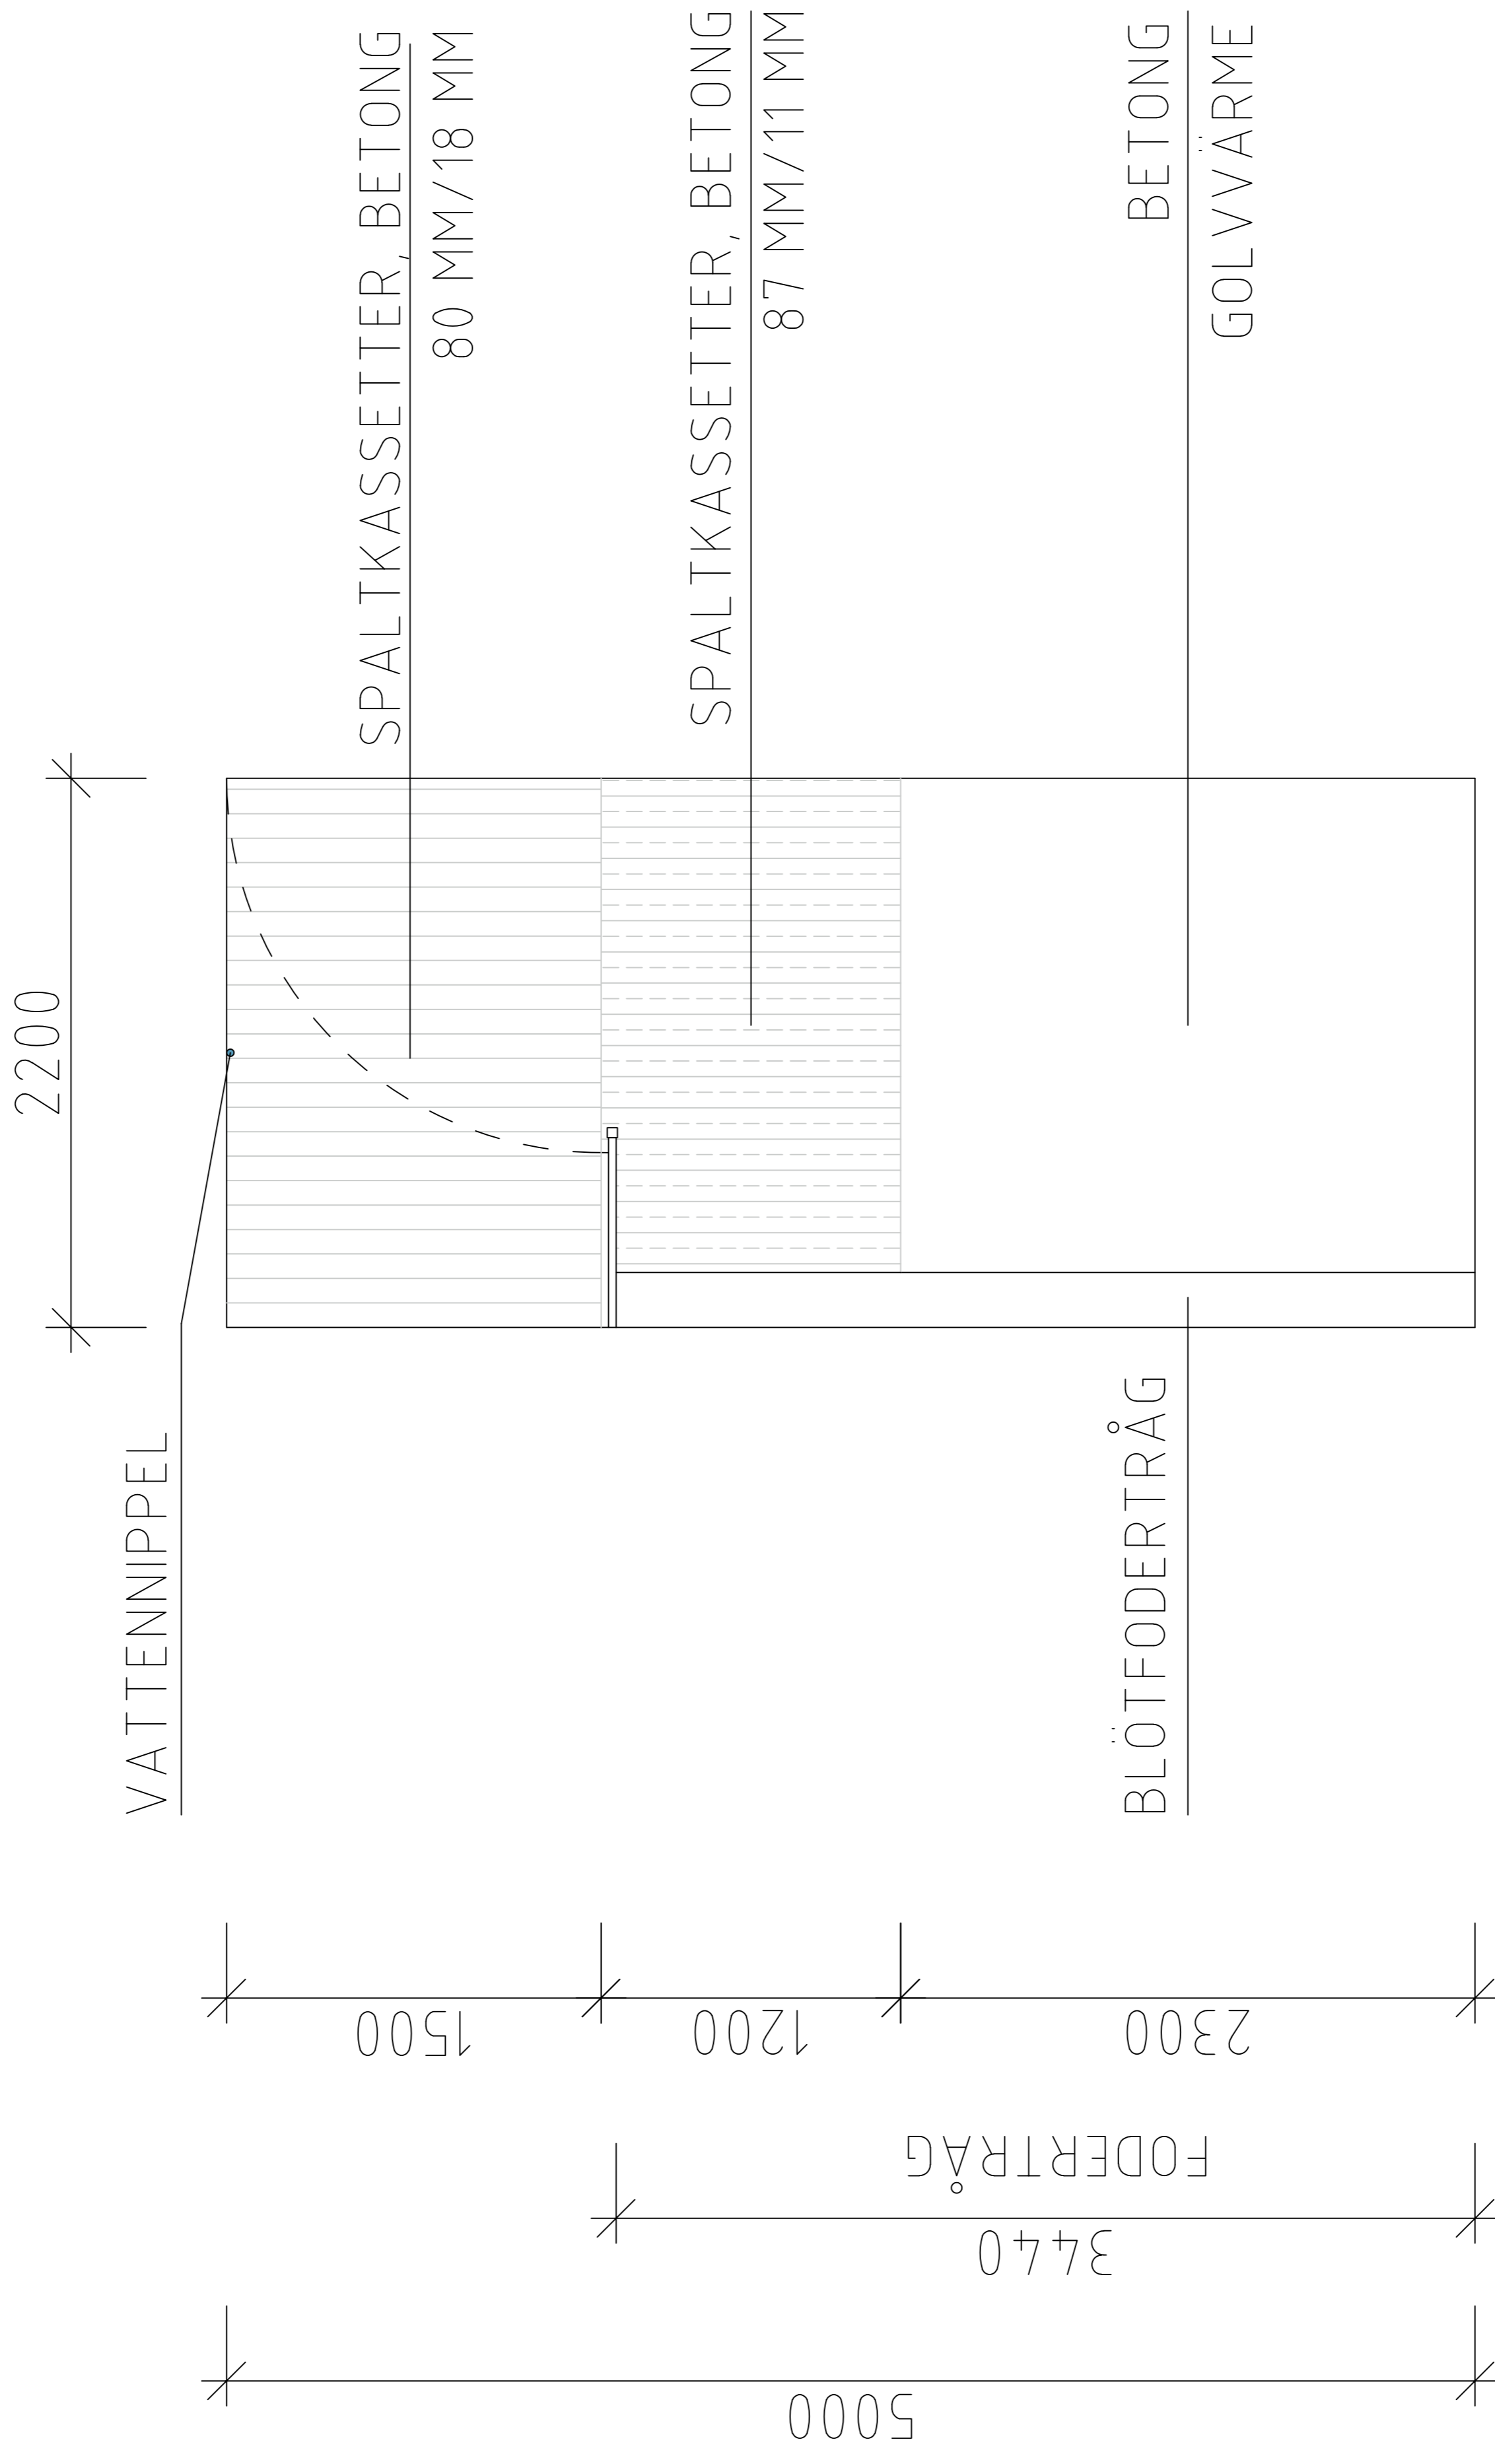 2200
SPALTKASSETTER, BETONG
80 MM/18 MM
SPALTKASSETTER, BETONG
87 MM/11 MM
BETONG
GOLVVÄRME
VATTENNIPPEL
BLÖTFODERTRÅG
1500
1200
2300
FODERTRÅG
3440
5000